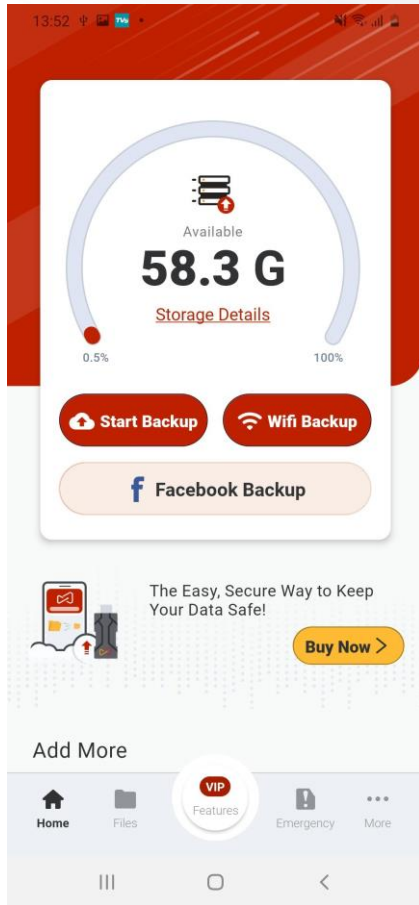 13:52
Available
58.3 G
Storage Details
0.5%
100%
Start Backup
Wifi Backup
Facebook Backup
The Easy, Secure Way to Keep
Your Data Safe!
Buy Now >
Add More
VIP
Features
Home
Files
Emergency
More